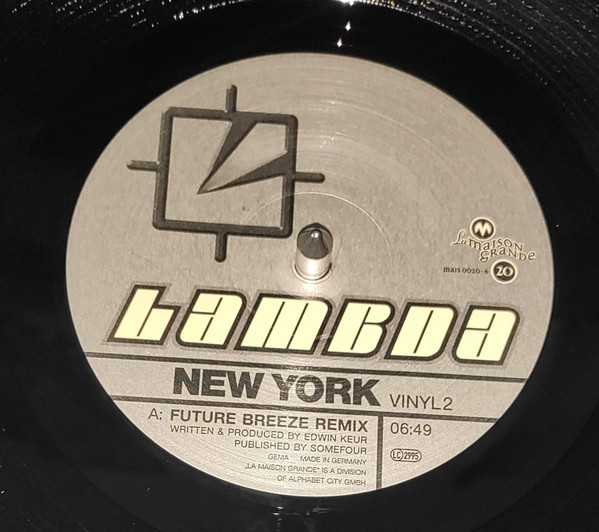 M
La maison
grande
mais 0020-6 20
Lambda
NEW YORK VINYL 2
A: FUTURE BREEZE REMIX 06:49
WRITTEN & PRODUCED BY EDWIN KEUR
PUBLISHED BY SOMEFOUR LC 2995
GEMA MADE IN GERMANY
„LA MAISON GRANDE" IS A DIVISION
OF ALPHABET CITY GMBH